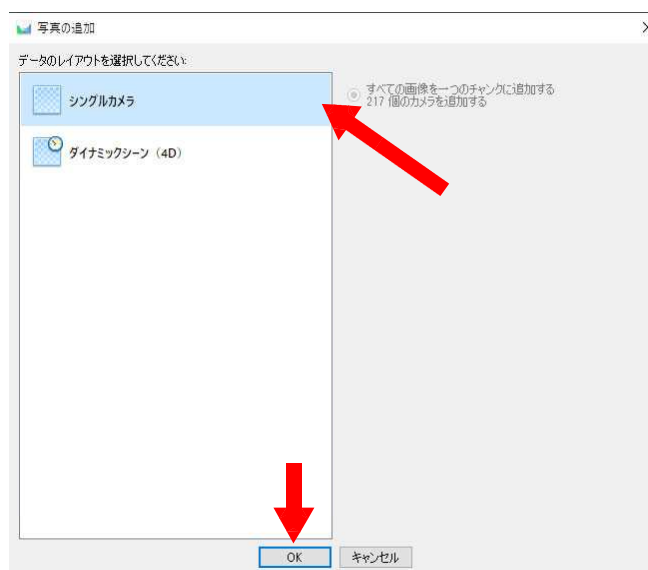 写真の追加
データのレイアウトを選択してください:
シングルカメラ
ダイナミックシーン (4D)
すべての画像を一つのチャンクに追加する
217 個のカメラを追加する
OK
キャンセル